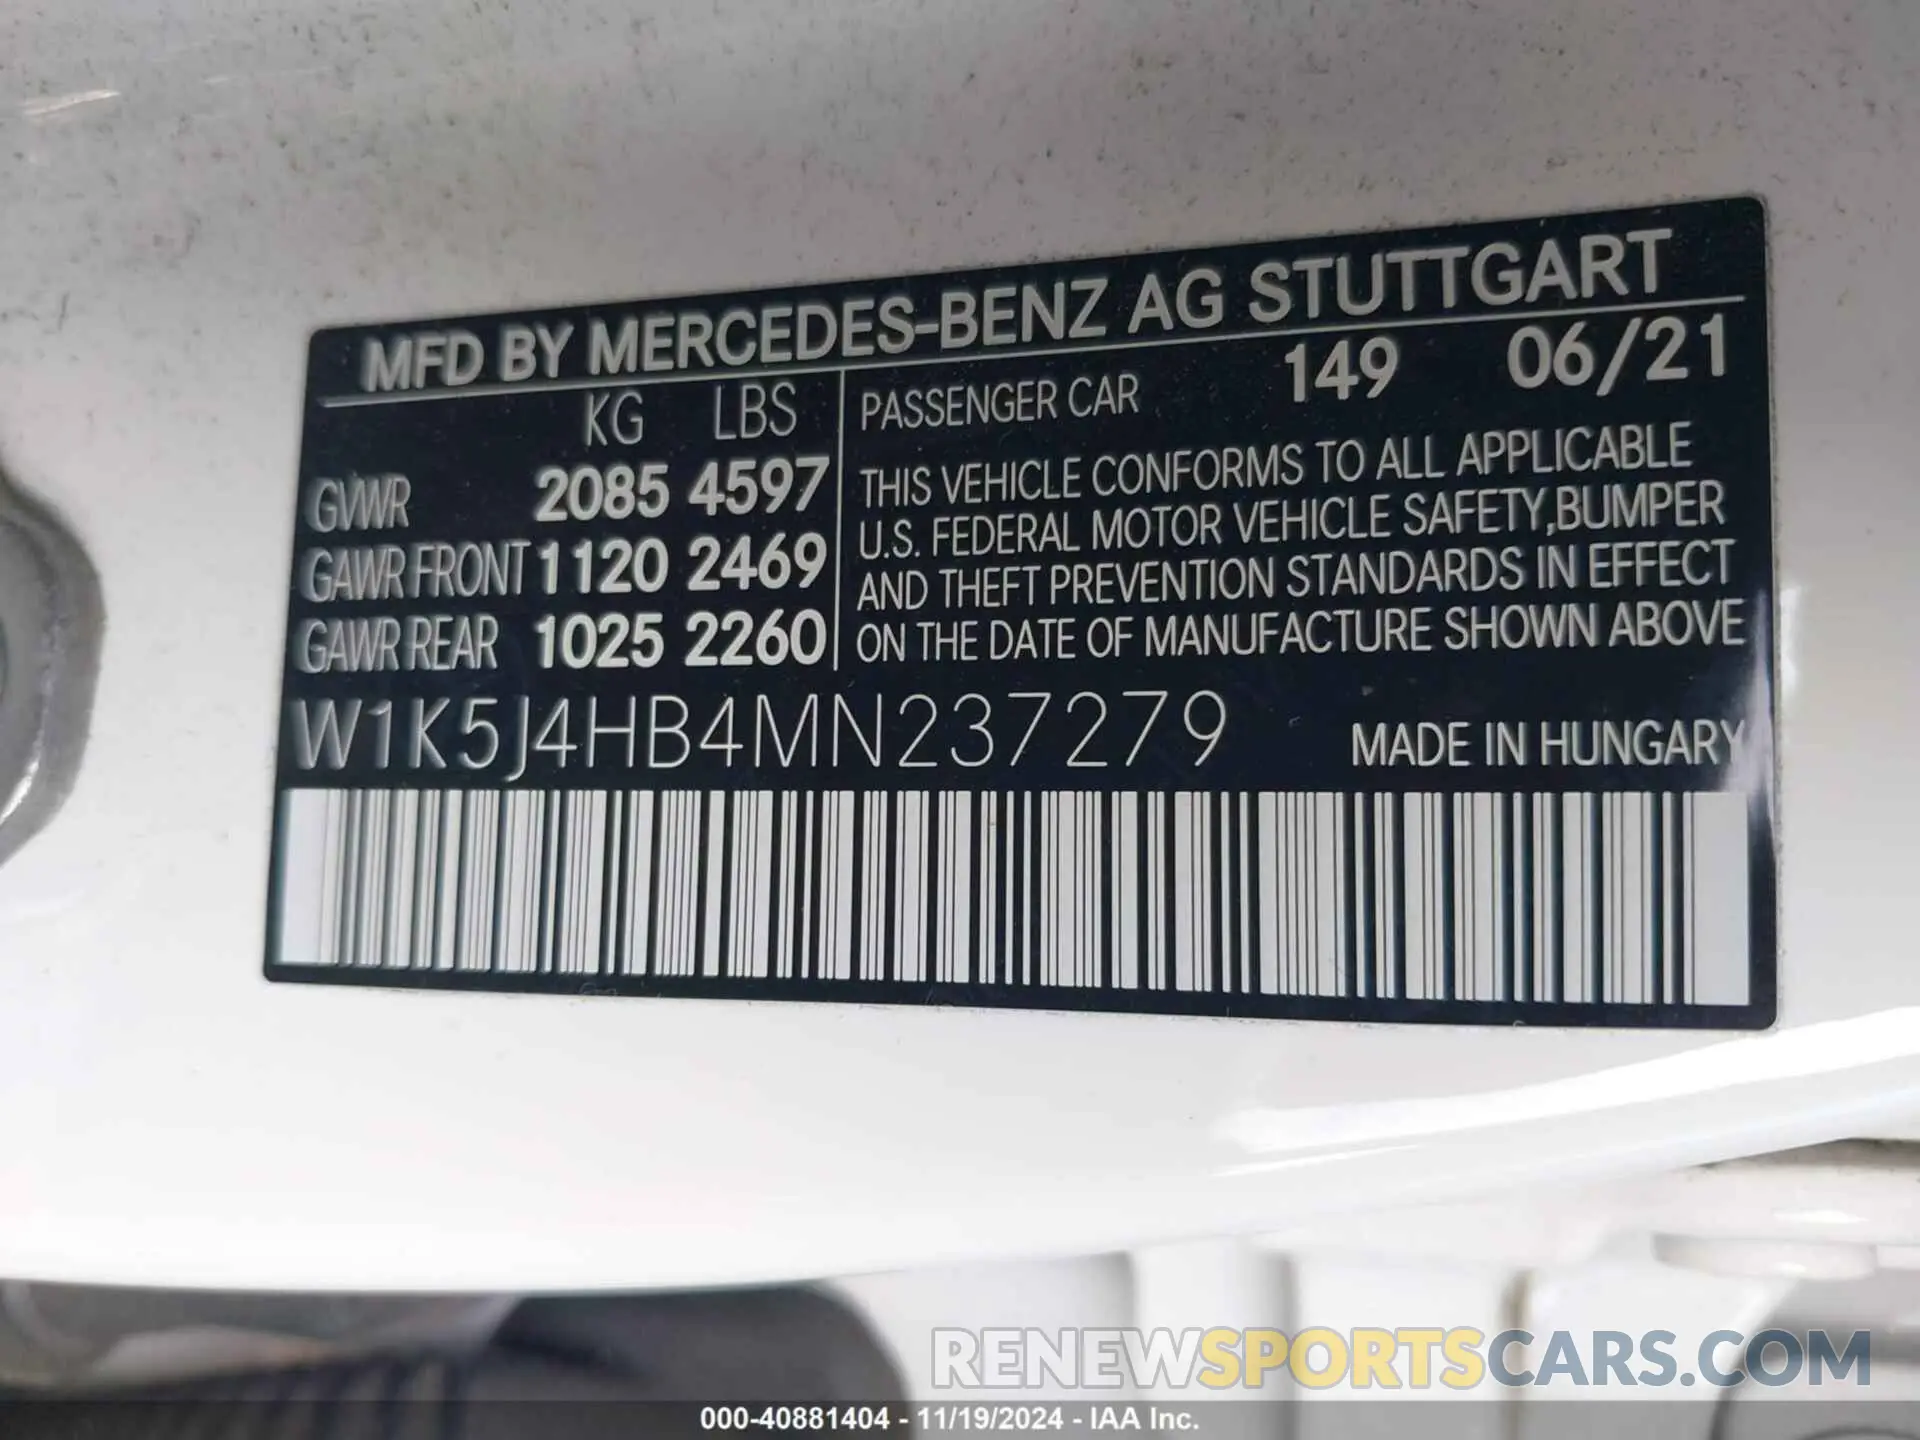 MFD BY MERCEDES-BENZ AG STUTTGART
KG LBS
GVWR 2085 4597
GAWR FRONT 1120 2469
GAWR REAR 1025 2260
PASSENGER CAR 149 06/21
THIS VEHICLE CONFORMS TO ALL APPLICABLE
U.S. FEDERAL MOTOR VEHICLE SAFETY,BUMPER
AND THEFT PREVENTION STANDARDS IN EFFECT
ON THE DATE OF MANUFACTURE SHOWN ABOVE
W1K5J4HB4MN237279
MADE IN HUNGARY
RENEWSPORTSCARS.COM
000-40881404 - 11/19/2024 - IAA Inc.